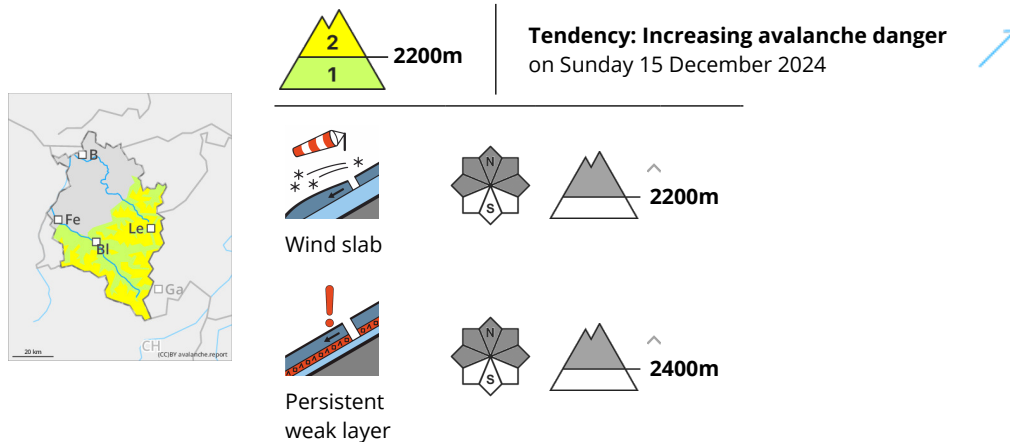 2
1
2200m
Tendency: Increasing avalanche danger
on Sunday 15 December 2024
B
Fe
Le
Bl
Ga
CH
20 km
(CC)BY avalanche.report
N
S
2200m
Wind slab
N
S
2400m
Persistent
weak layer